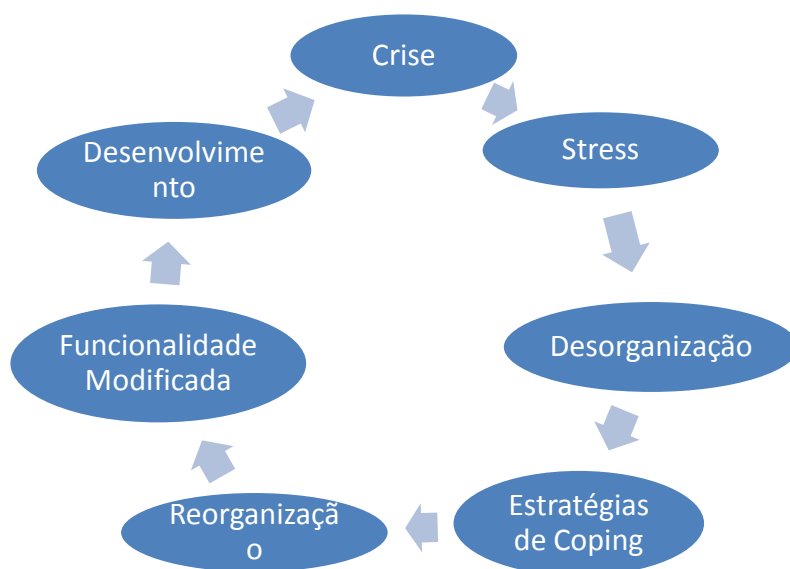 Crise
Stress
Desorganização
Estratégias
de Coping
Reorganizaçã
o
Funcionalidade
Modificada
Desenvolvime
nto